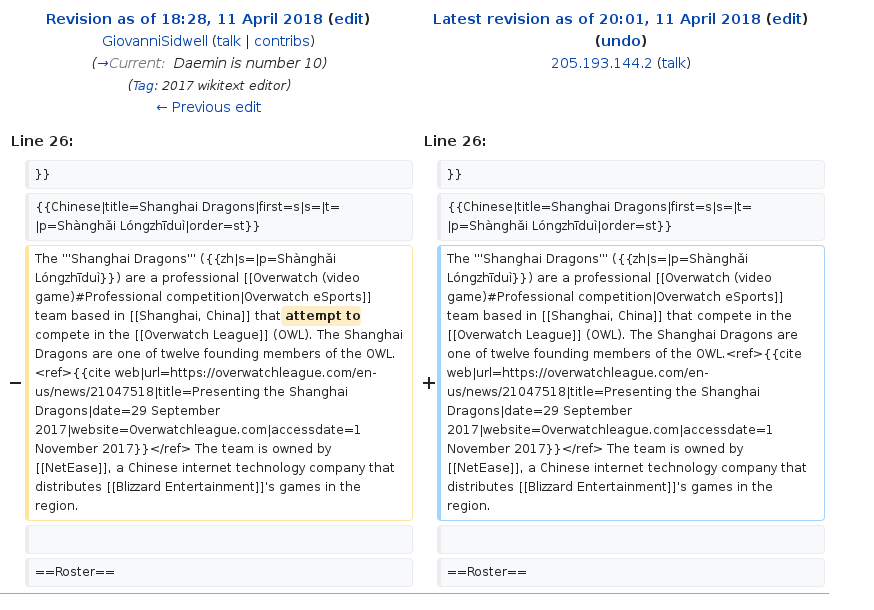 Revision as of 18:28, 11 April 2018 (edit)
GiovanniSidwell (talk | contribs)
(→Current: Daemin is number 10)
(Tag: 2017 wikitext editor)
← Previous edit
Latest revision as of 20:01, 11 April 2018 (edit)
(undo)
205.193.144.2 (talk)
Line 26:
Line 26:
}}
}}
{{Chinese|title=Shanghai Dragons|first=s|s=|t=
|p=Shànghǎi Lóngzhīduì|order=st}}
{{Chinese|title=Shanghai Dragons|first=s|s=|t=
|p=Shànghǎi Lóngzhīduì|order=st}}
−
The '''Shanghai Dragons''' ({{zh|s=|p=Shànghǎi
Lóngzhīduì}}) are a professional [[Overwatch (video
game)#Professional competition|Overwatch eSports]]
team based in [[Shanghai, China]] that attempt to
compete in the [[Overwatch League]] (OWL). The Shanghai
Dragons are one of twelve founding members of the OWL.
<ref>{{cite web|url=https://overwatchleague.com/en-
us/news/21047518|title=Presenting the Shanghai
Dragons|date=29 September
2017|website=Overwatchleague.com|accessdate=1
November 2017}}</ref> The team is owned by
[[NetEase]], a Chinese internet technology company that
distributes [[Blizzard Entertainment]]'s games in the
region.
+
The '''Shanghai Dragons''' ({{zh|s=|p=Shànghǎi
Lóngzhīduì}}) are a professional [[Overwatch (video
game)#Professional competition|Overwatch eSports]]
team based in [[Shanghai, China]] that compete in the
[[Overwatch League]] (OWL). The Shanghai Dragons are
one of twelve founding members of the OWL.<ref>{{cite
web|url=https://overwatchleague.com/en-
us/news/21047518|title=Presenting the Shanghai
Dragons|date=29 September
2017|website=Overwatchleague.com|accessdate=1
November 2017}}</ref> The team is owned by
[[NetEase]], a Chinese internet technology company that
distributes [[Blizzard Entertainment]]'s games in the
region.
==Roster==
==Roster==